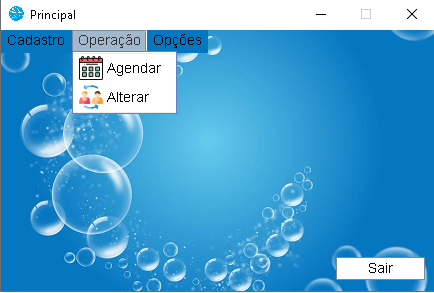 Principal
Cadastro Operação Opções
Agendar
Alterar
Sair